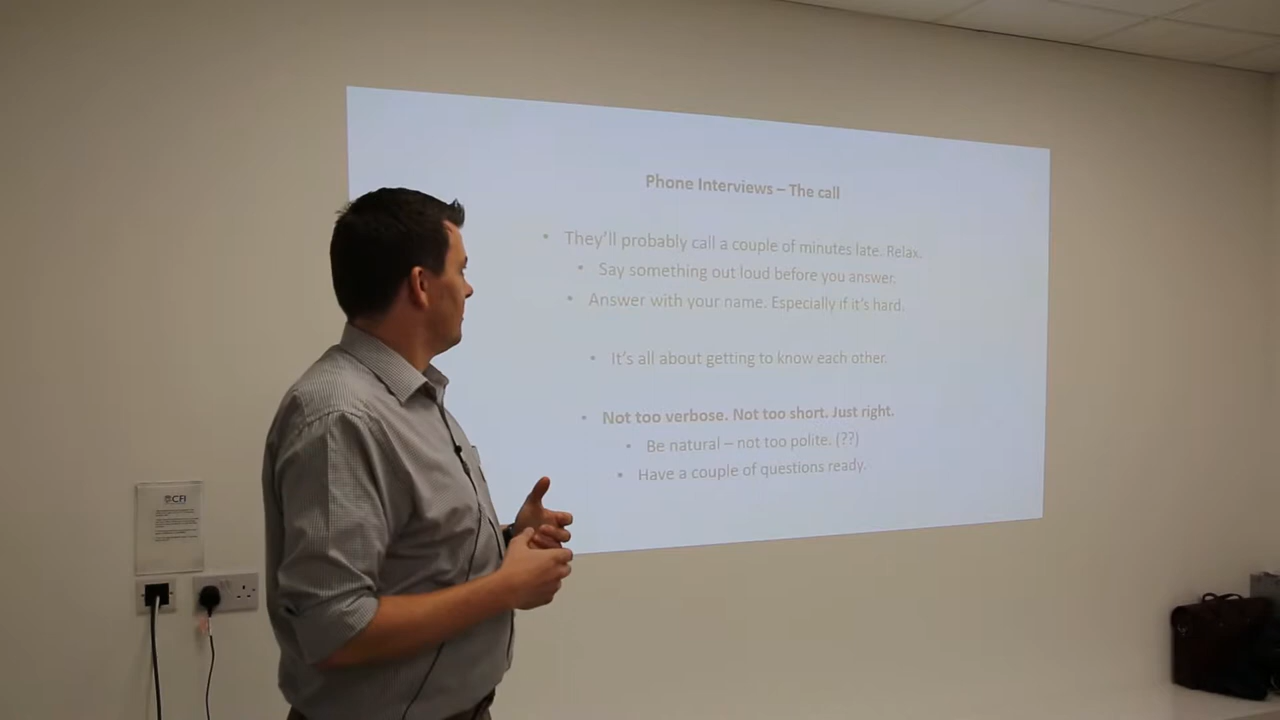 Phone Interviews – The call
• They'll probably call a couple of minutes late. Relax.
• Say something out loud before you answer.
• Answer with your name. Especially if it's hard.
• It's all about getting to know each other.
• Not too verbose. Not too short. Just right.
• Be natural – not too polite. (??)
• Have a couple of questions ready.
CFI